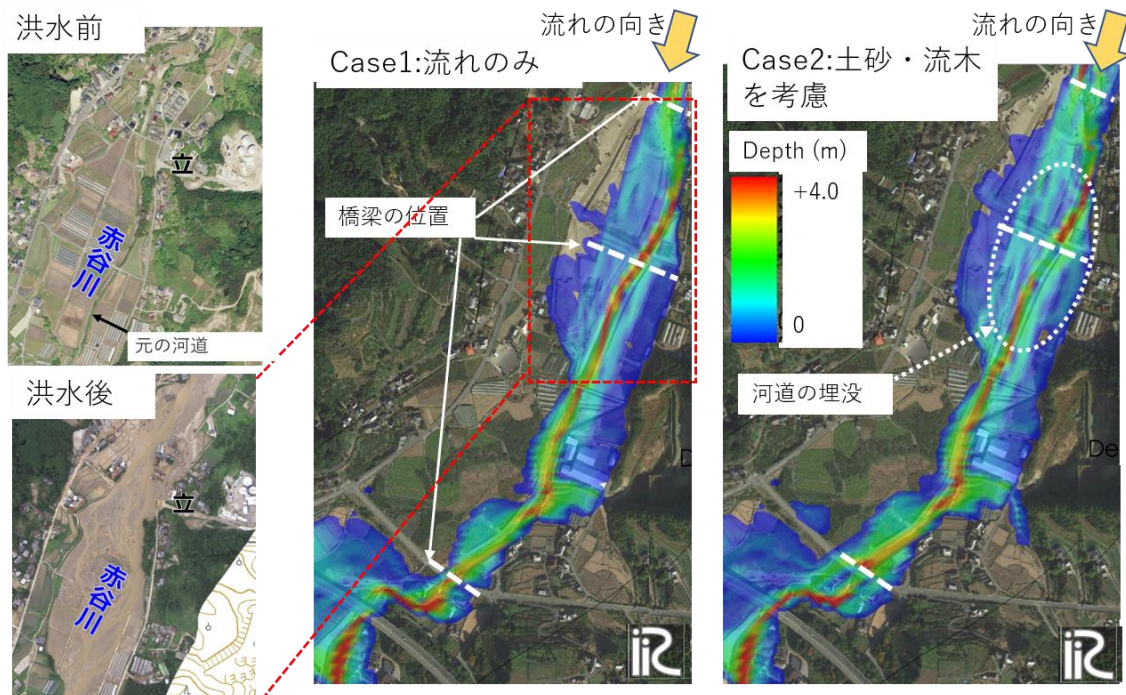 洪水前
立
赤谷川
元の河道
洪水後
立
赤谷川
流れの向き
Case1:流れのみ
橋梁の位置
D
iRIC
流れの向き
Case2:土砂・流木
を考慮
Depth (m)
+4.0
0
河道の埋没
De